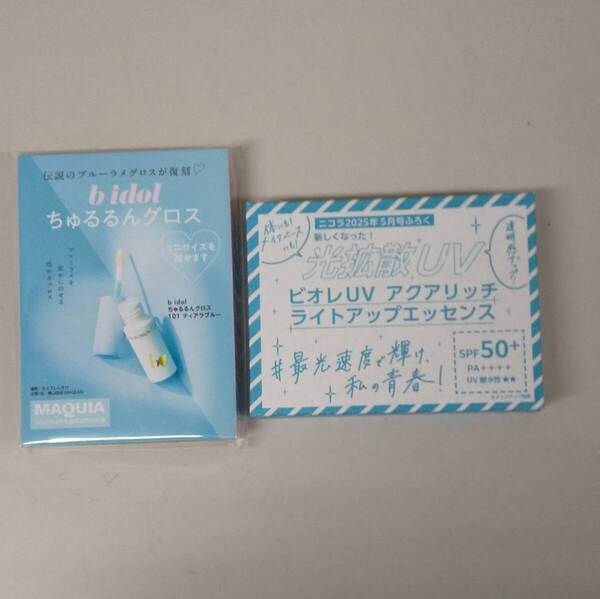 伝説のブルーラメグロスが復刻♡
b idol
ちゅるるんグロス
ミニサイズを
試せます
b idol
ちゅるるんグロス
101 ティアラブルー
MAQUIA
ニコラ2025年5月号ふろく
新しくなった!
光拡散UV
透明感アップ
ビオレUV アクアリッチ
ライトアップエッセンス
#最光速度で輝け、
私の青春!
SPF50+
PA++++
UV耐水性★★